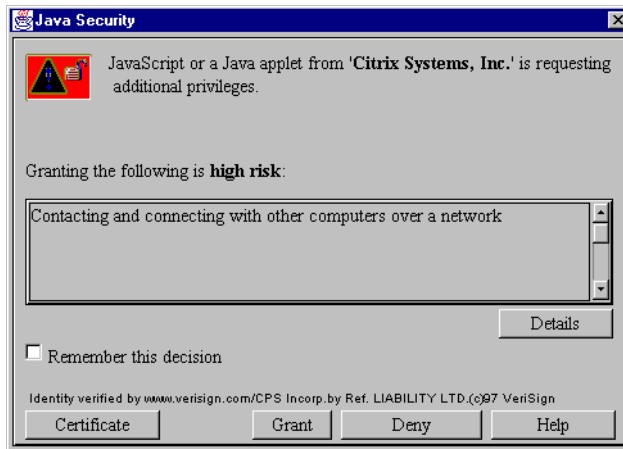 Java Security
JavaScript or a Java applet from 'Citrix Systems, Inc.' is requesting
additional privileges.
Granting the following is high risk:
Contacting and connecting with other computers over a network
Details
Remember this decision
Identity verified by www.verisign.com/CPS Incorp.by Ref. LIABILITY LTD.(c)97 VeriSign
Certificate Grant Deny Help